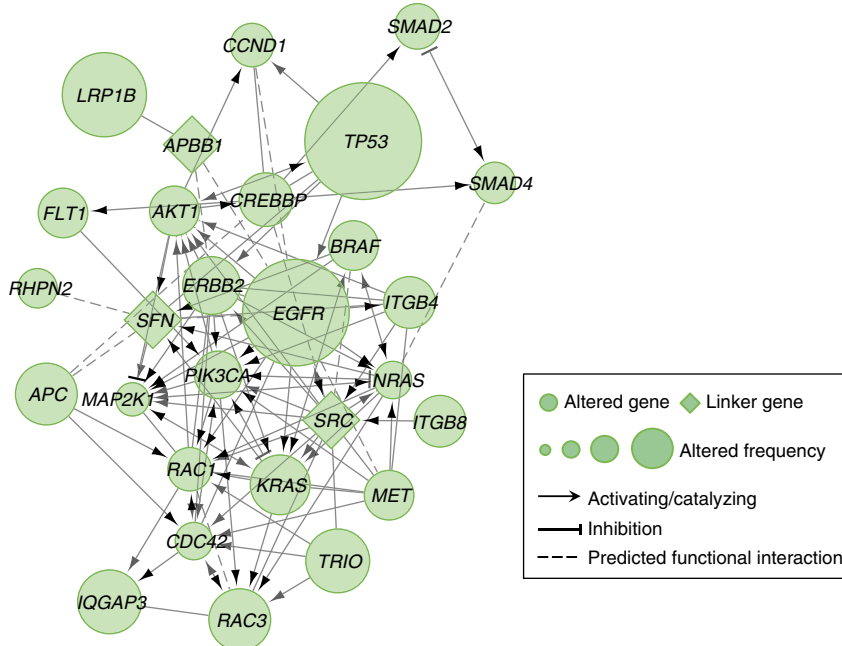 SMAD2
CCND1
LRP1B
TP53
APBB1
SMAD4
CREBBP
FLT1
AKT1
BRAF
ERBB2
RHPN2
ITGB4
EGFR
SFN
PIK3CA
NRAS
APC
MAP2K1
SRC
ITGB8
RAC1
KRAS
MET
CDC42
TRIO
IQGAP3
RAC3
Altered gene
Linker gene
Altered frequency
Activating/catalyzing
Inhibition
Predicted functional interaction